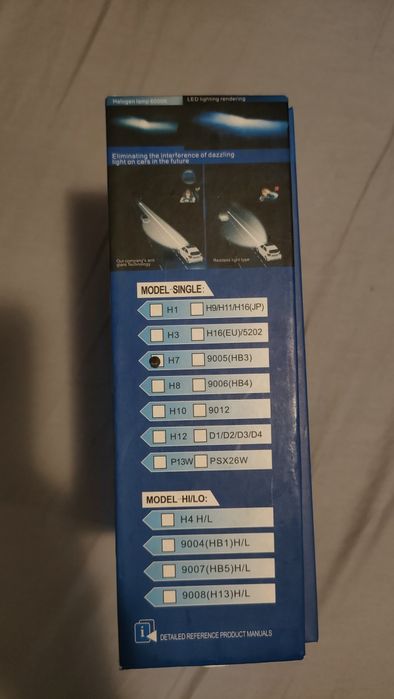 Halogen lamp 6000K LED lighting rendering
Eliminating the interference of dazzling
light on cars in the future
Our company's anti
glare Technology
Resistible light type
MODEL SINGLE:
H1 H9/H11/H16(JP)
H3 H16(EU)/5202
H7 9005(HB3)
H8 9006(HB4)
H10 9012
H12 D1/D2/D3/D4
P13W PSX26W
MODEL HI/LO:
H4 H/L
9004(HB1)H/L
9007(HB5)H/L
9008(H13)H/L
i
DETAILED REFERENCE PRODUCT MANUALS